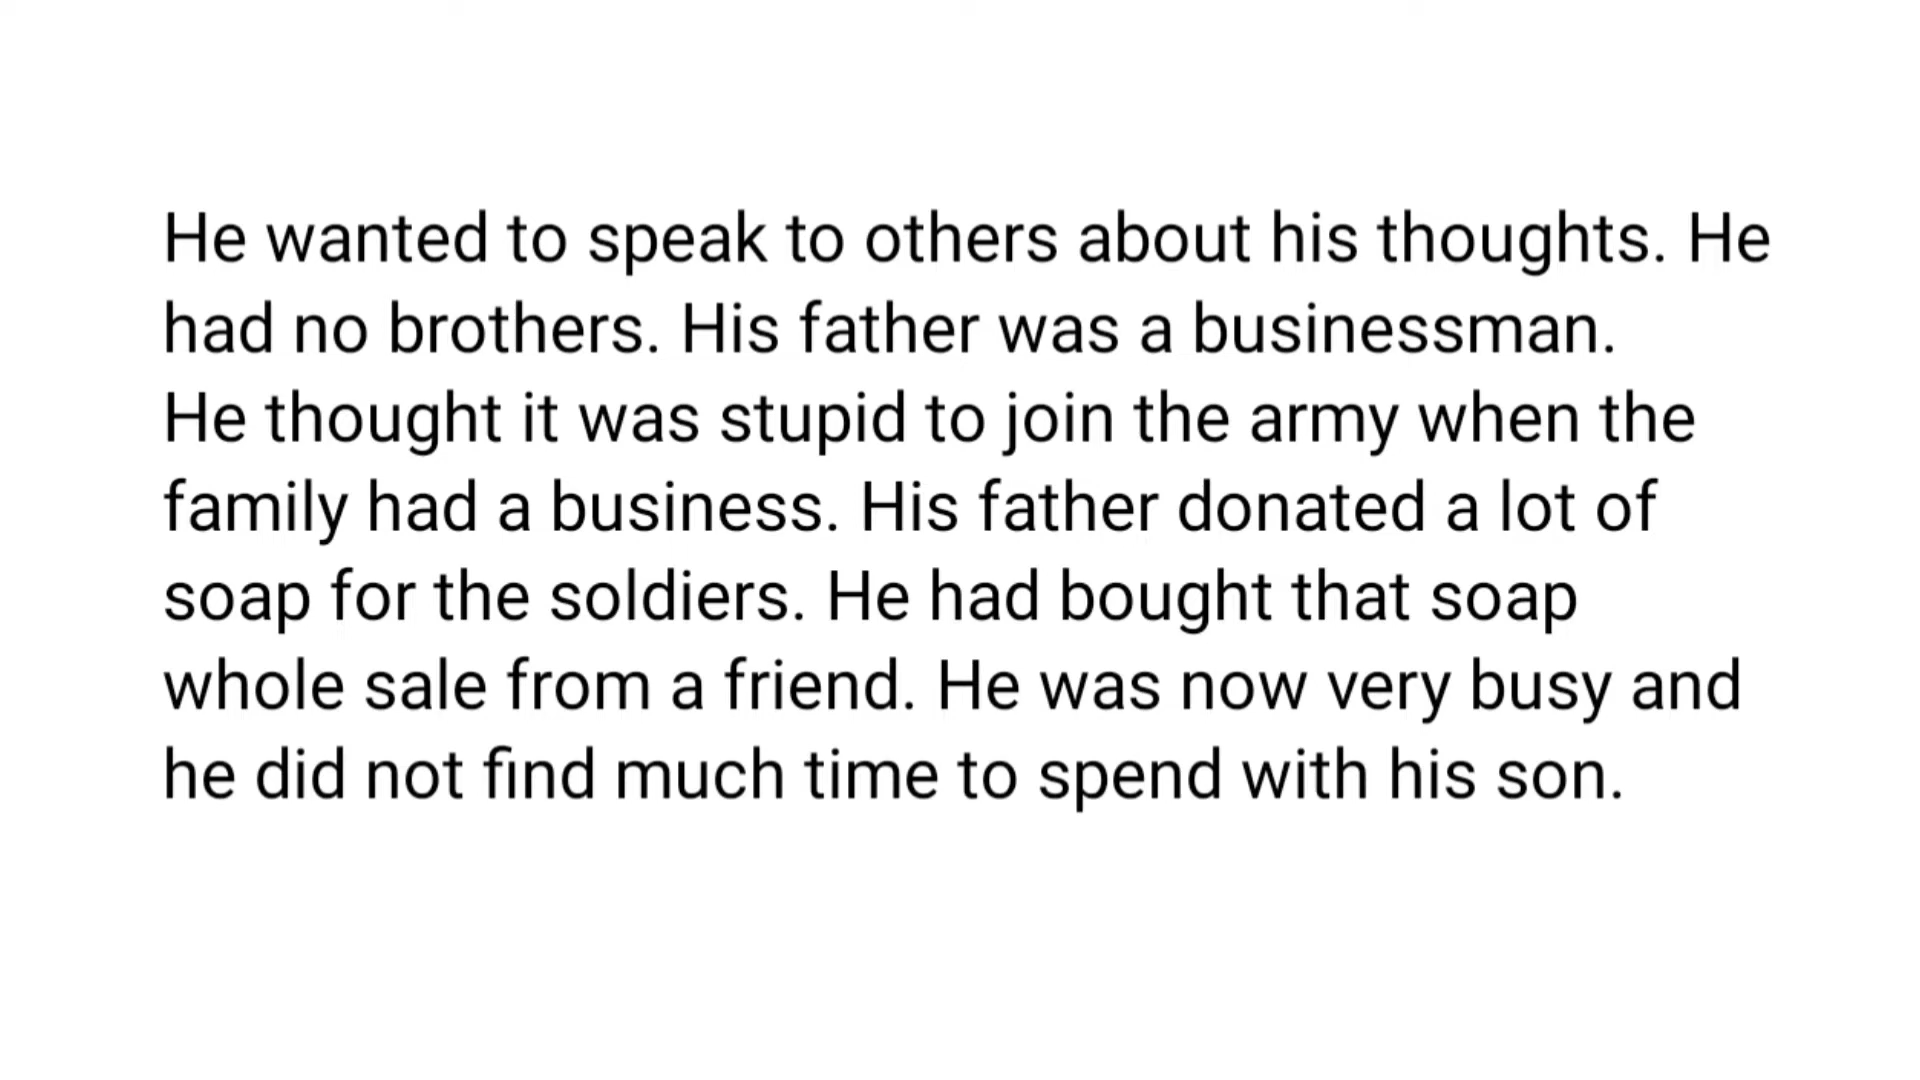 He wanted to speak to others about his thoughts. He
had no brothers. His father was a businessman.
He thought it was stupid to join the army when the
family had a business. His father donated a lot of
soap for the soldiers. He had bought that soap
whole sale from a friend. He was now very busy and
he did not find much time to spend with his son.